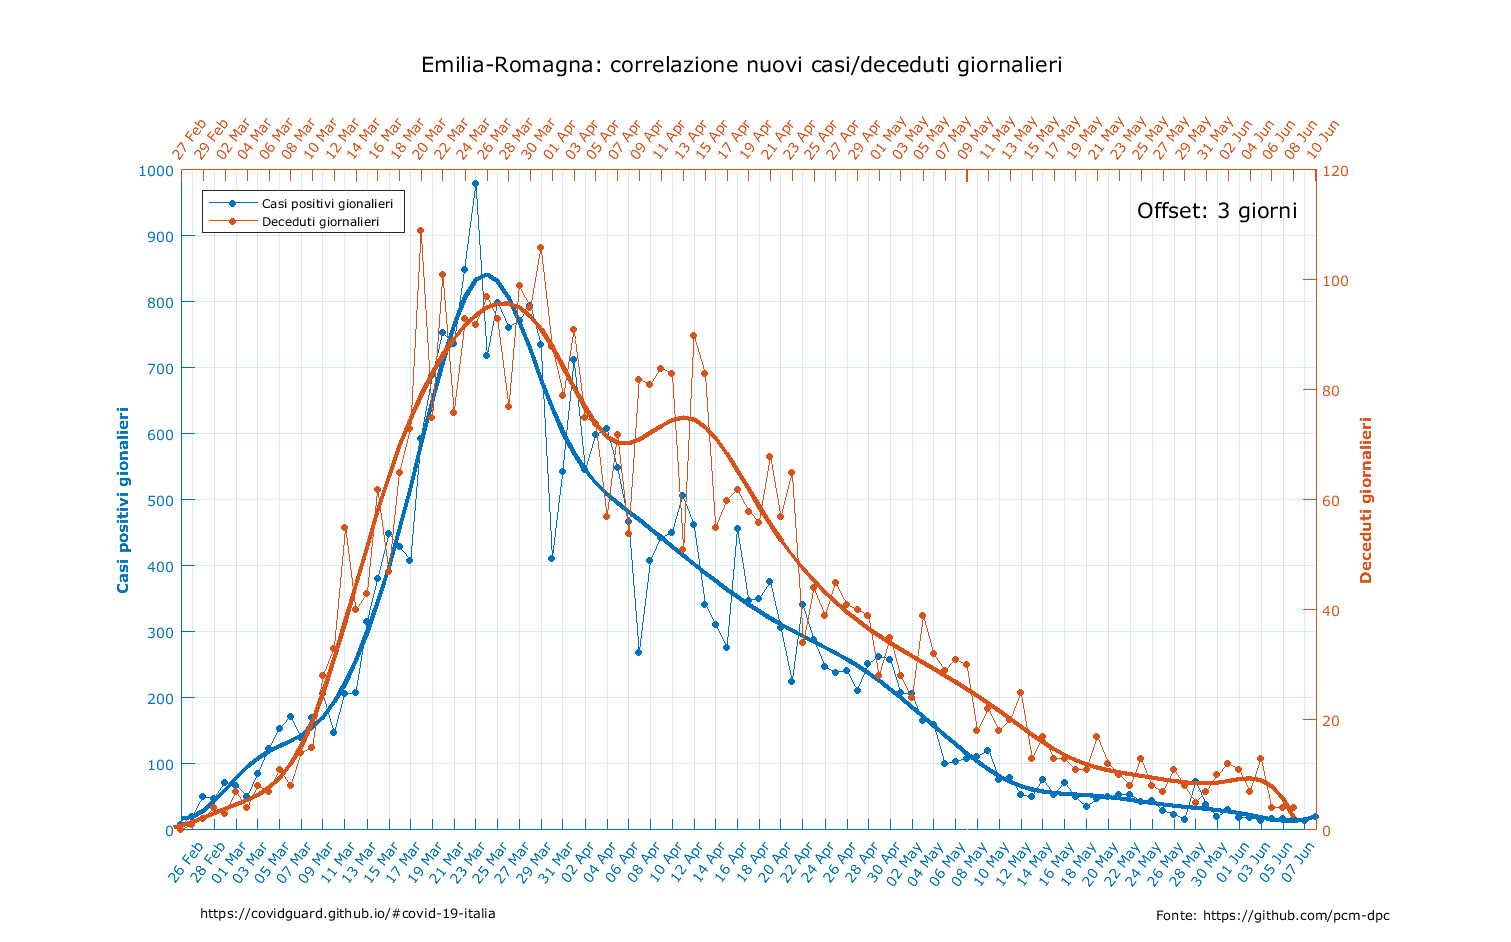 Emilia-Romagna: correlazione nuovi casi/deceduti giornalieri
27 Feb 29 Feb 02 Mar 04 Mar 06 Mar 08 Mar 10 Mar 12 Mar 14 Mar 16 Mar 18 Mar 20 Mar 22 Mar 24 Mar 26 Mar 28 Mar 30 Mar 01 Apr 03 Apr 05 Apr 07 Apr 09 Apr 11 Apr 13 Apr 15 Apr 17 Apr 19 Apr 21 Apr 23 Apr 25 Apr 27 Apr 29 Apr 01 May 03 May 05 May 07 May 09 May 11 May 13 May 15 May 17 May 19 May 21 May 23 May 25 May 27 May 29 May 31 May 02 Jun 04 Jun 06 Jun 08 Jun 10 Jun
Casi positivi gionalieri
1000
900
800
700
600
500
400
300
200
100
0
Casi positivi gionalieri
Deceduti giornalieri
Offset: 3 giorni
120
100
80
60
40
20
0
Deceduti giornalieri
26 Feb 28 Feb 01 Mar 03 Mar 05 Mar 07 Mar 09 Mar 11 Mar 13 Mar 15 Mar 17 Mar 19 Mar 21 Mar 23 Mar 25 Mar 27 Mar 29 Mar 31 Mar 02 Apr 04 Apr 06 Apr 08 Apr 10 Apr 12 Apr 14 Apr 16 Apr 18 Apr 20 Apr 22 Apr 24 Apr 26 Apr 28 Apr 30 Apr 02 May 04 May 06 May 08 May 10 May 12 May 14 May 16 May 18 May 20 May 22 May 24 May 26 May 28 May 30 May 01 Jun 03 Jun 05 Jun 07 Jun
https://covidguard.github.io/#covid-19-italia
Fonte: https://github.com/pcm-dpc